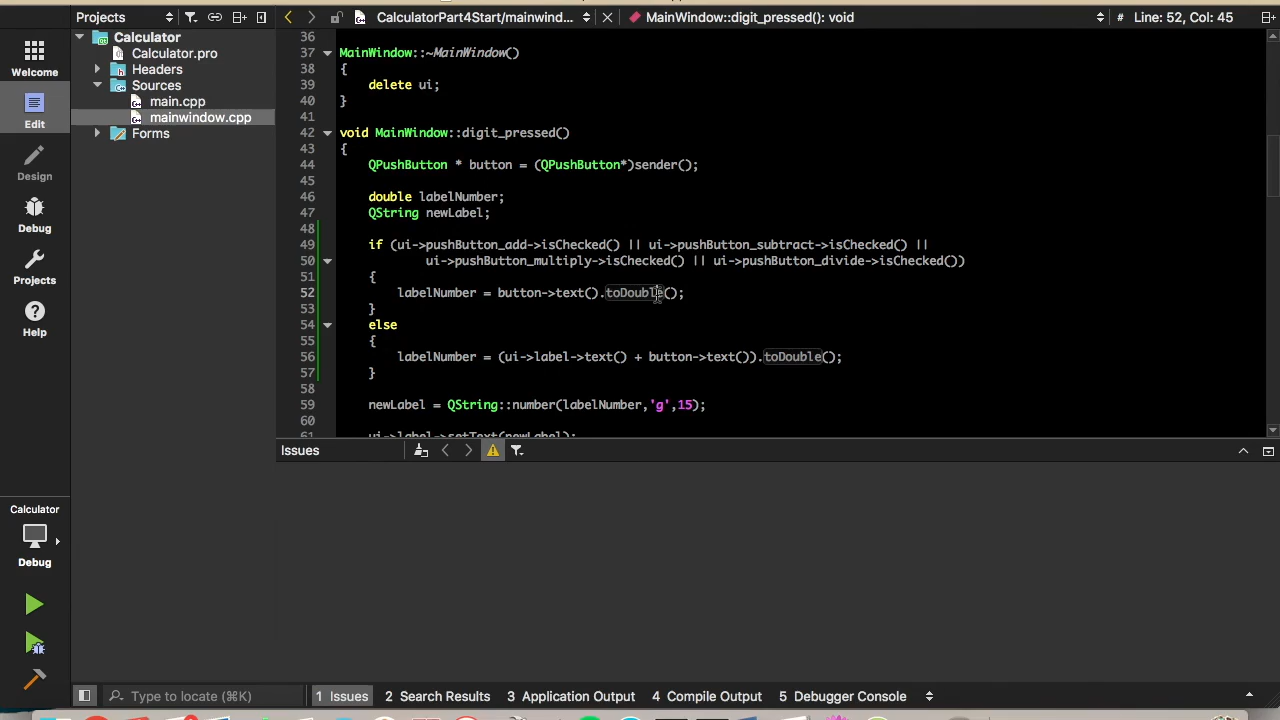 Projects
CalculatorPart4Start/mainwind...
MainWindow::digit_pressed(): void
#
Line: 52, Col: 45
Welcome
Edit
Design
Debug
Projects
Help
Calculator
Debug
Calculator
Calculator.pro
Headers
Sources
main.cpp
mainwindow.cpp
Forms
36
37 MainWindow::~MainWindow()
38 {
39 delete ui;
40 }
41
42 void MainWindow::digit_pressed()
43 {
44 QPushButton * button = (QPushButton*)sender();
45
46 double labelNumber;
47 QString newLabel;
48
49 if (ui->pushButton_add->isChecked() || ui->pushButton_subtract->isChecked() ||
50 ui->pushButton_multiply->isChecked() || ui->pushButton_divide->isChecked())
51 {
52 labelNumber = button->text().toDouble();
53 }
54 else
55 {
56 labelNumber = (ui->label->text() + button->text()).toDouble();
57 }
58
59 newLabel = QString::number(labelNumber,'g',15);
60
61 ui->label->setText(newLabel);
Issues
Type to locate (⌘K)
1 Issues
2 Search Results
3 Application Output
4 Compile Output
5 Debugger Console